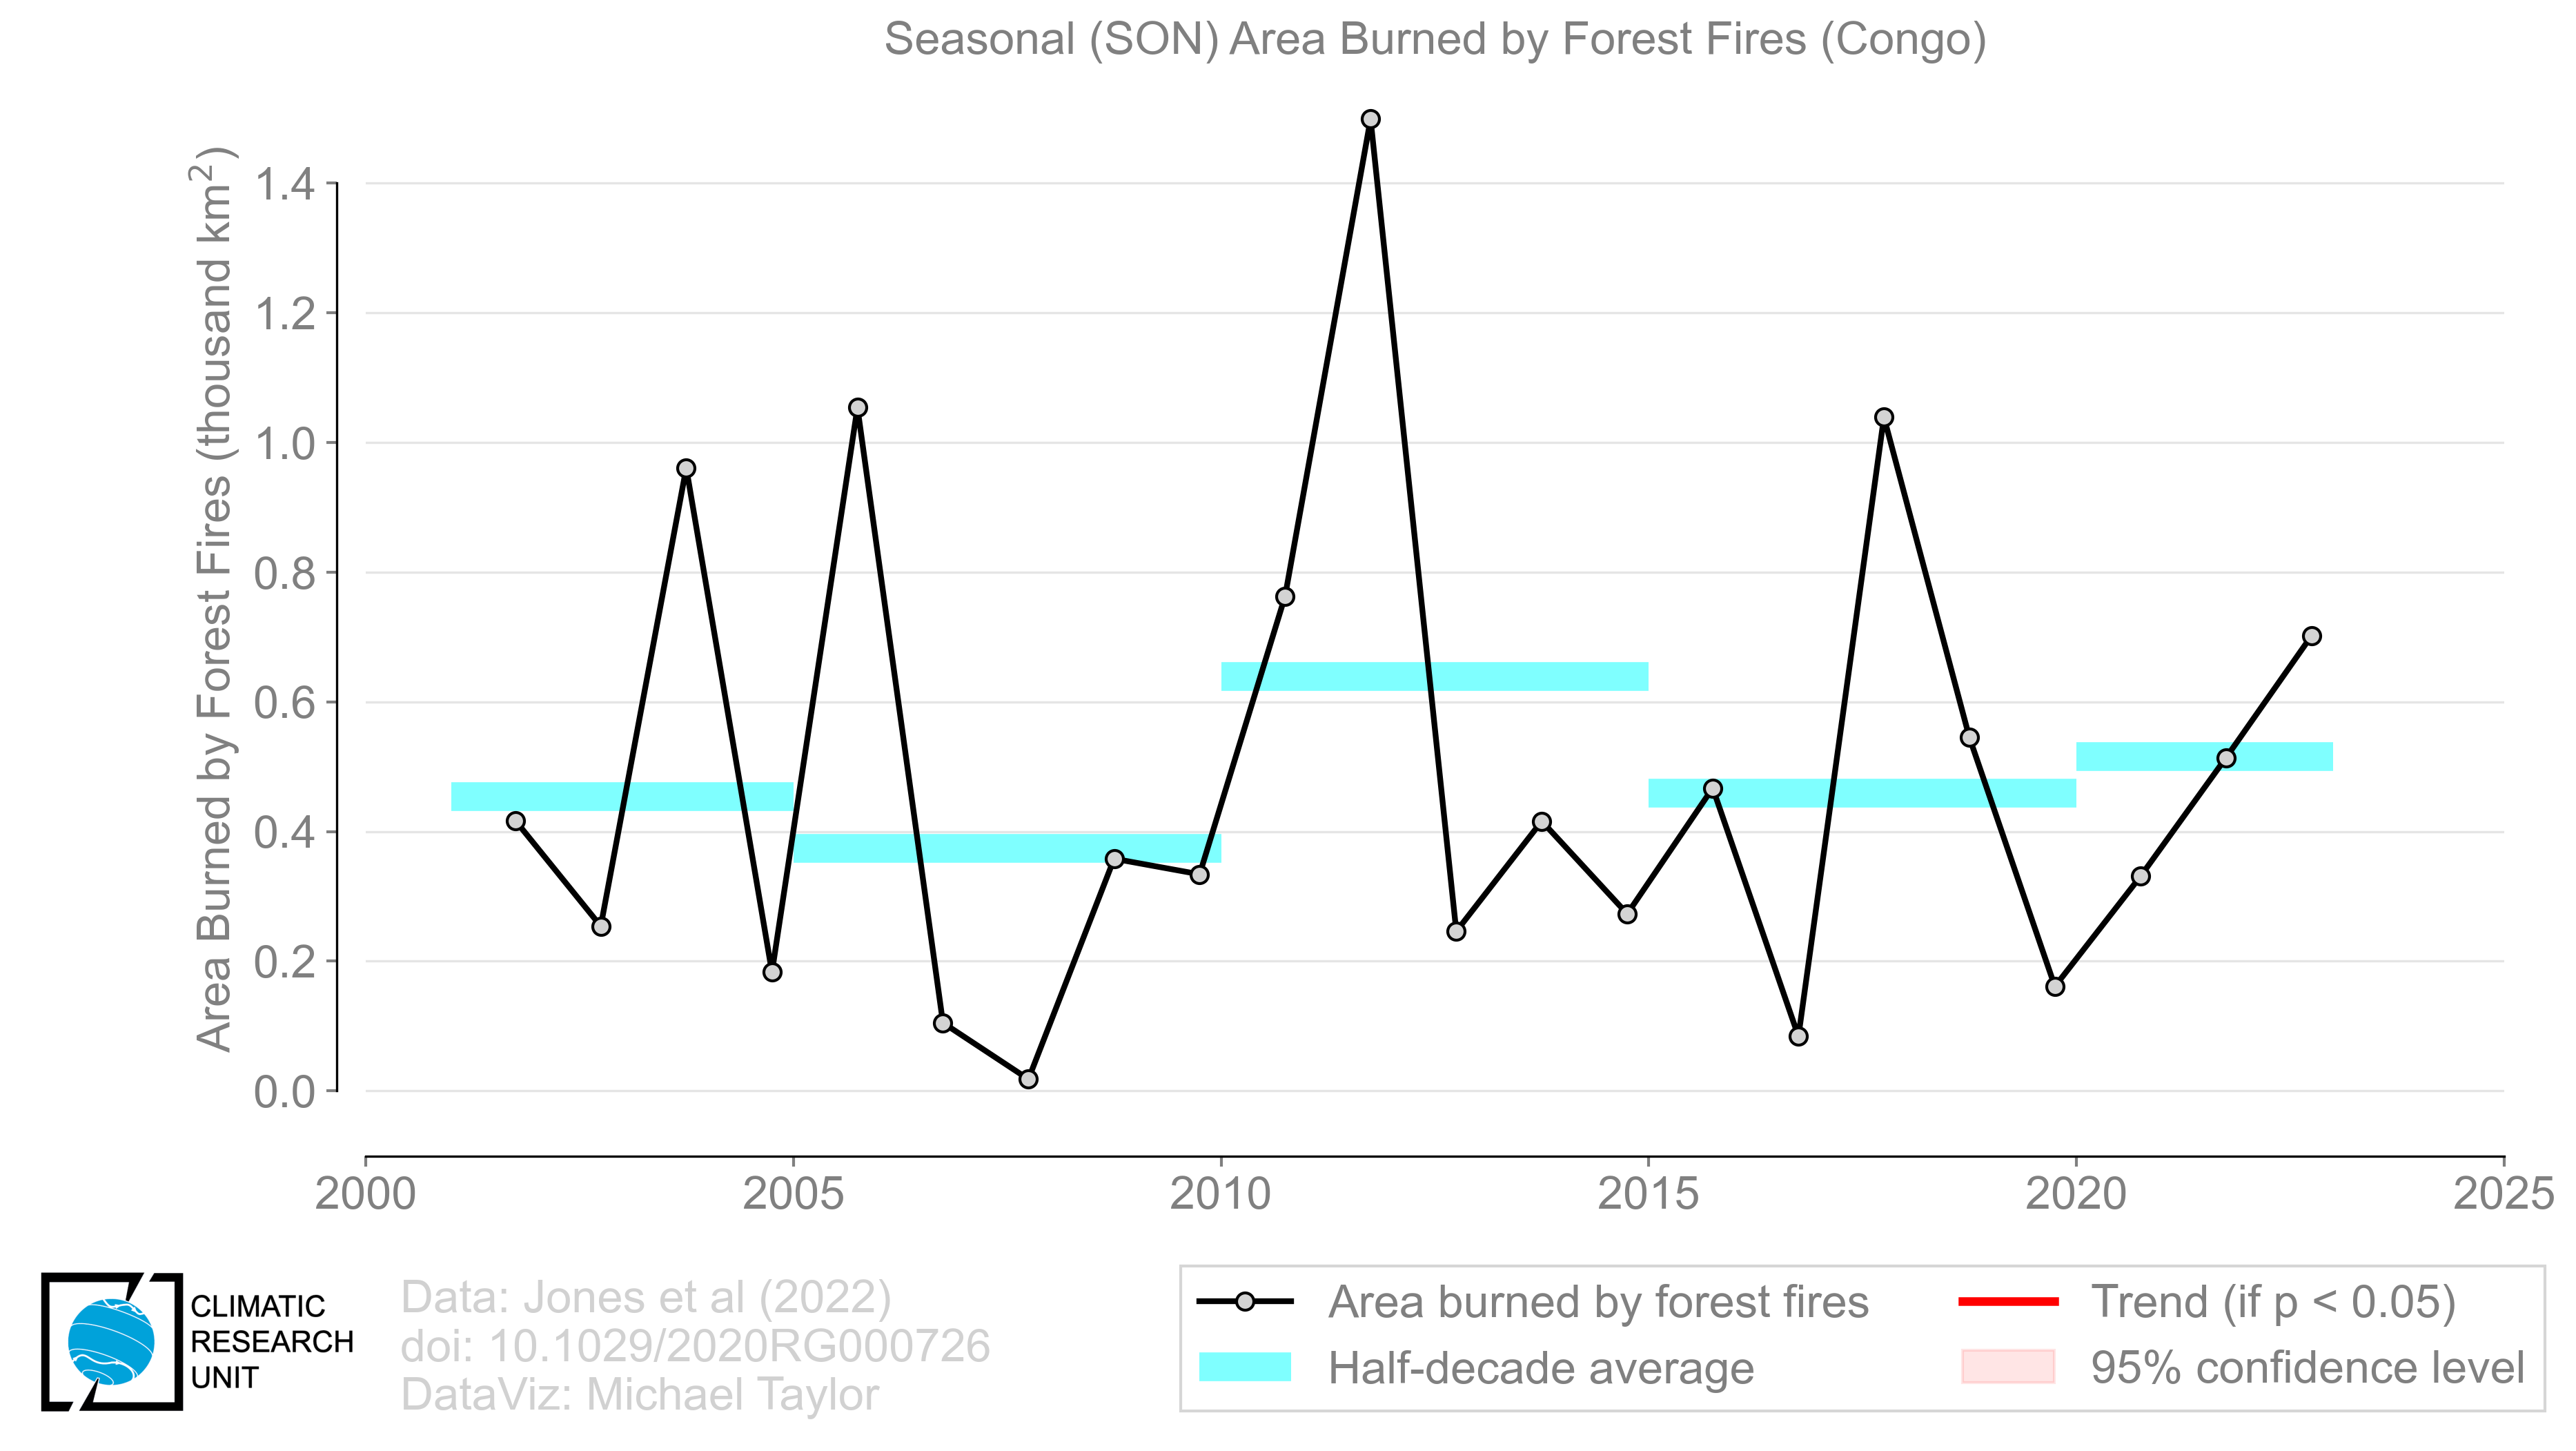 Seasonal (SON) Area Burned by Forest Fires (Congo)
Area Burned by Forest Fires (thousand km²)
1.4
1.2
1.0
0.8
0.6
0.4
0.2
0.0
2000 2005 2010 2015 2020 2025
CLIMATIC
RESEARCH
UNIT
Data: Jones et al (2022)
doi: 10.1029/2020RG000726
DataViz: Michael Taylor
Area burned by forest fires
Half-decade average
Trend (if p < 0.05)
95% confidence level